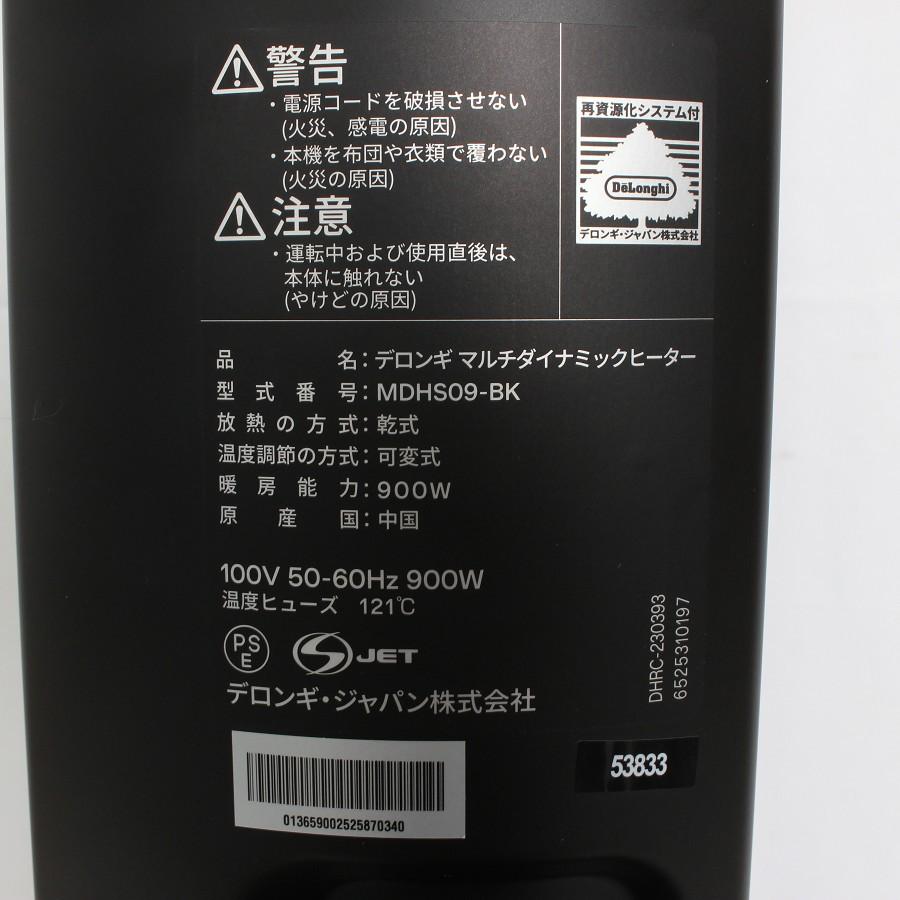 警告
・電源コードを破損させない
(火災、感電の原因)
・本機を布団や衣類で覆わない
(火災の原因)
注意
・運転中および使用直後は、
本体に触れない
(やけどの原因)
再資源化システム付
DeLonghi
デロンギ・ジャパン株式会社
品名：デロンギ マルチダイナミックヒーター
型式番号：MDHS09-BK
放熱の方式：乾式
温度調節の方式：可変式
暖房能力：900W
原産国：中国
100V 50-60Hz 900W
温度ヒューズ 121℃
PSE
S JET
デロンギ・ジャパン株式会社
DHRC-230393
6525310197
013659002525870340
53833